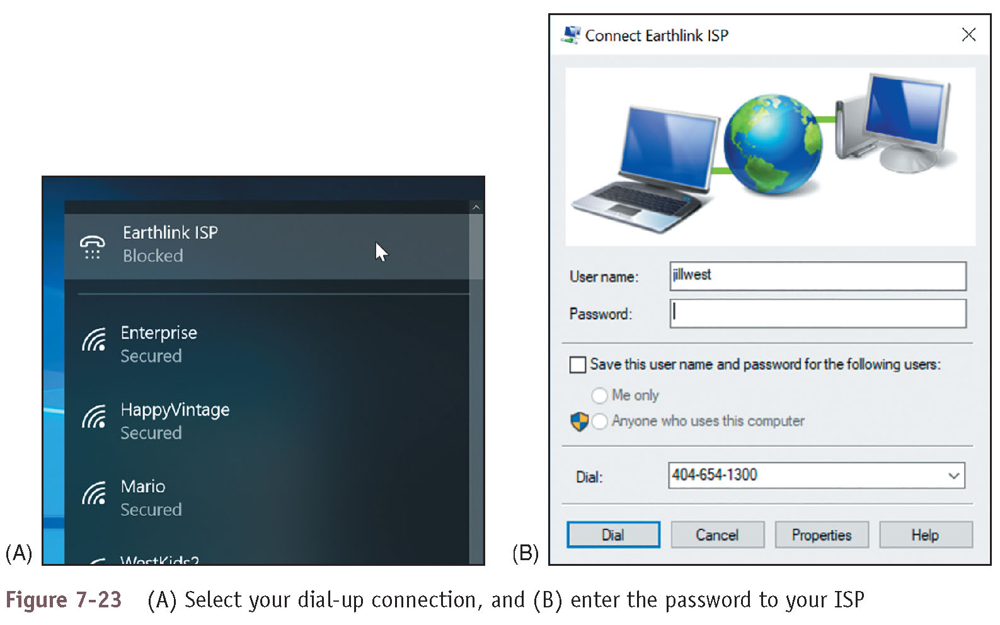 Earthlink ISP
Blocked
Enterprise
Secured
HappyVintage
Secured
Mario
Secured
WestKids2
(A)
Connect Earthlink ISP
User name: jillwest
Password:
Save this user name and password for the following users:
Me only
Anyone who uses this computer
Dial: 404-654-1300
Dial Cancel Properties Help
(B)
Figure 7-23 (A) Select your dial-up connection, and (B) enter the password to your ISP